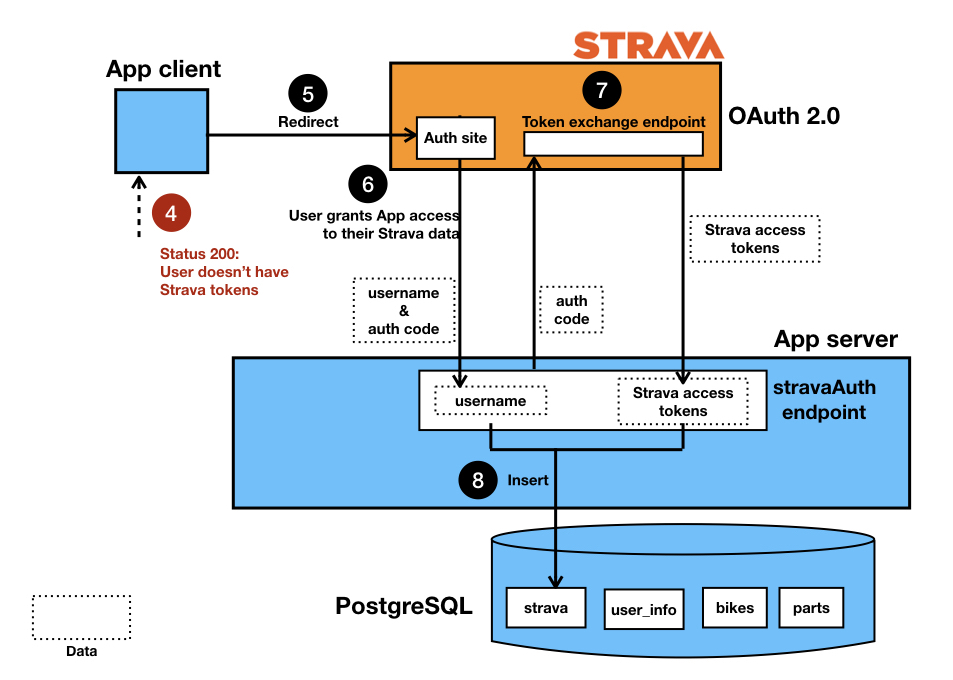 STRAVA
App client
5
Redirect
7
Token exchange endpoint
OAuth 2.0
Auth site
6
User grants App access
to their Strava data
4
Status 200:
User doesn't have
Strava tokens
Strava access
tokens
username
&
auth code
auth
code
App server
stravaAuth
endpoint
username
Strava access
tokens
8
Insert
PostgreSQL
strava
user_info
bikes
parts
Data